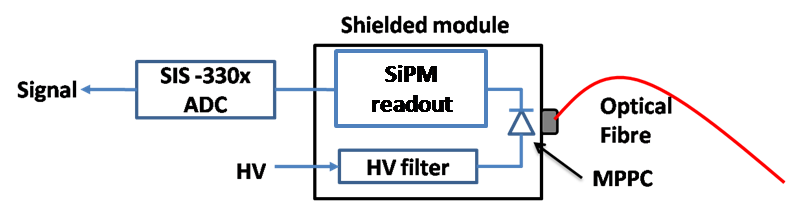 Shielded module
SIS -330x
ADC
SiPM
readout
Signal
Optical
Fibre
HV
HV filter
MPPC